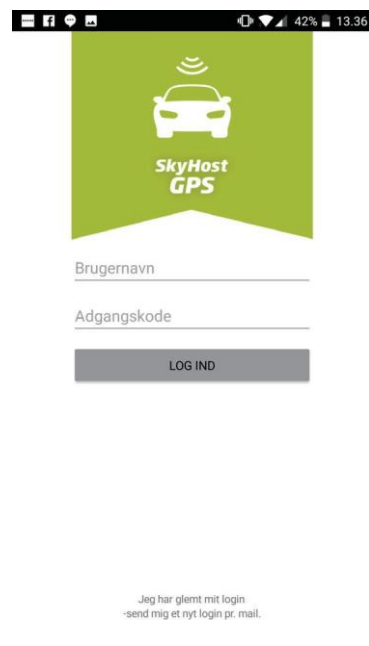 42% 13.36
SkyHost
GPS
Brugernavn
Adgangskode
LOG IND
Jeg har glemt mit login
-send mig et nyt login pr. mail.